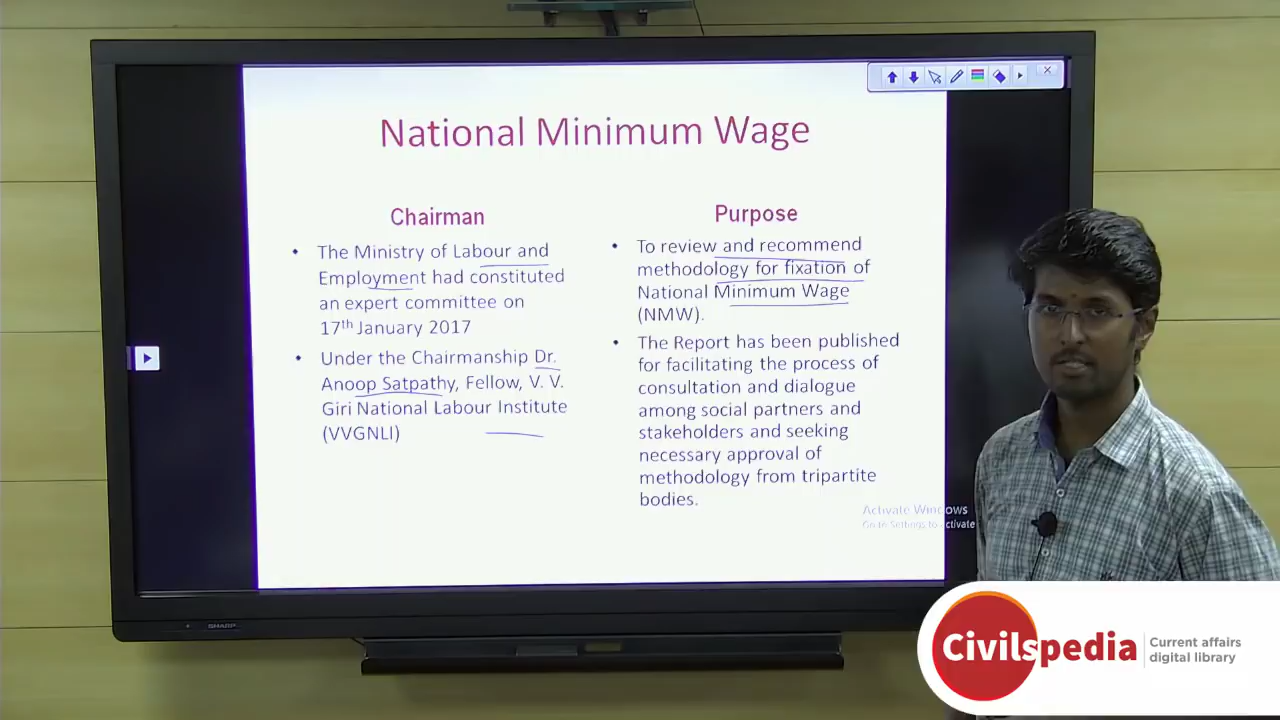 National Minimum Wage
Chairman
• The Ministry of Labour and
Employment had constituted
an expert committee on
17th January 2017
• Under the Chairmanship Dr.
Anoop Satpathy, Fellow, V. V.
Giri National Labour Institute
(VVGNLI)
Purpose
• To review and recommend
methodology for fixation of
National Minimum Wage
(NMW).
• The Report has been published
for facilitating the process of
consultation and dialogue
among social partners and
stakeholders and seeking
necessary approval of
methodology from tripartite
bodies.
Activate Windows
Go to Settings to activate
SHARP
Civilspedia
Current affairs
digital library